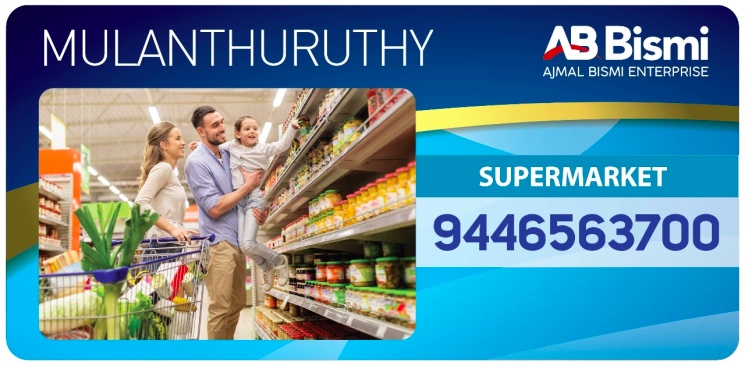 MULANTHURUTHY
AB Bismi
AJMAL BISMI ENTERPRISE
SUPERMARKET
9446563700